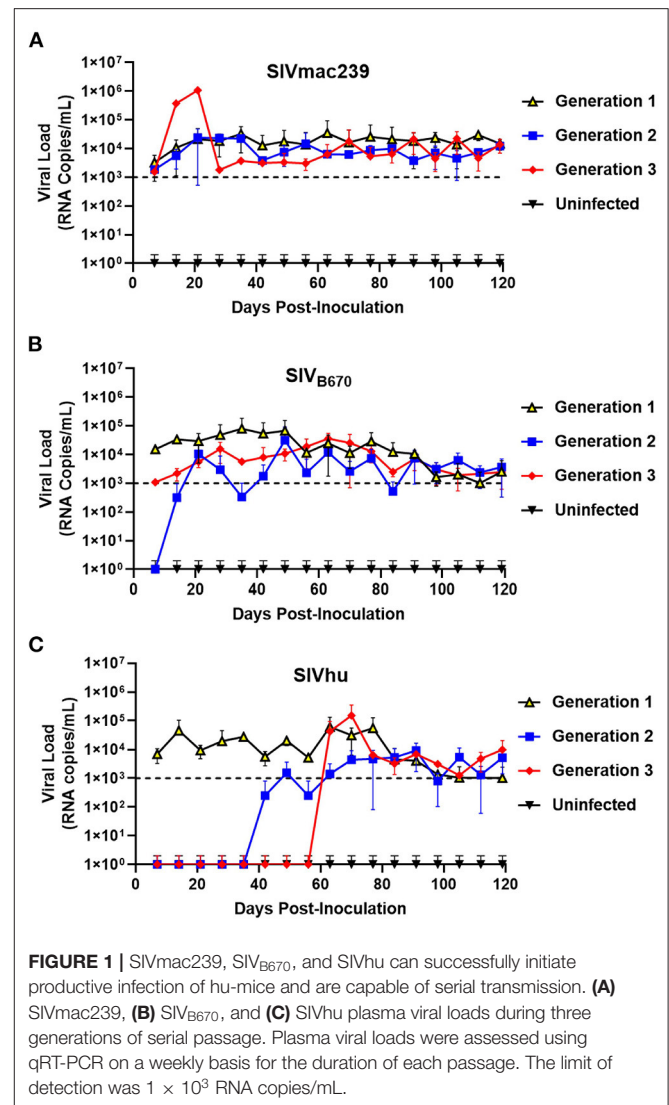 A
SIVmac239
Viral Load
(RNA Copies/mL)
1×10⁷
1×10⁶
1×10⁵
1×10⁴
1×10³
1×10²
1×10¹
1×10⁰
0 20 40 60 80 100 120
Days Post-Inoculation
Generation 1
Generation 2
Generation 3
Uninfected
B
SIV_B670
Viral Load
(RNA Copies/mL)
1×10⁷
1×10⁶
1×10⁵
1×10⁴
1×10³
1×10²
1×10¹
1×10⁰
0 20 40 60 80 100 120
Days Post-Inoculation
Generation 1
Generation 2
Generation 3
Uninfected
C
SIVhu
Viral Load
(RNA copies/mL)
1×10⁷
1×10⁶
1×10⁵
1×10⁴
1×10³
1×10²
1×10¹
1×10⁰
0 20 40 60 80 100 120
Days Post-Inoculation
Generation 1
Generation 2
Generation 3
Uninfected
FIGURE 1 | SIVmac239, SIV_B670, and SIVhu can successfully initiate
productive infection of hu-mice and are capable of serial transmission. (A)
SIVmac239, (B) SIV_B670, and (C) SIVhu plasma viral loads during three
generations of serial passage. Plasma viral loads were assessed using
qRT-PCR on a weekly basis for the duration of each passage. The limit of
detection was 1 × 10³ RNA copies/mL.